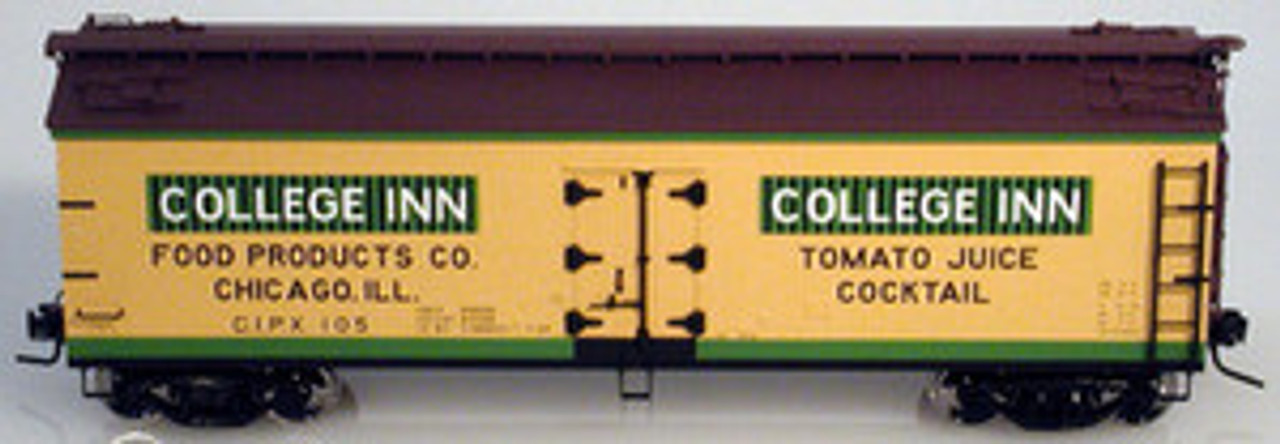 COLLEGE INN
FOOD PRODUCTS CO.
CHICAGO. ILL.
CIPX 105
COLLEGE INN
TOMATO JUICE
COCKTAIL